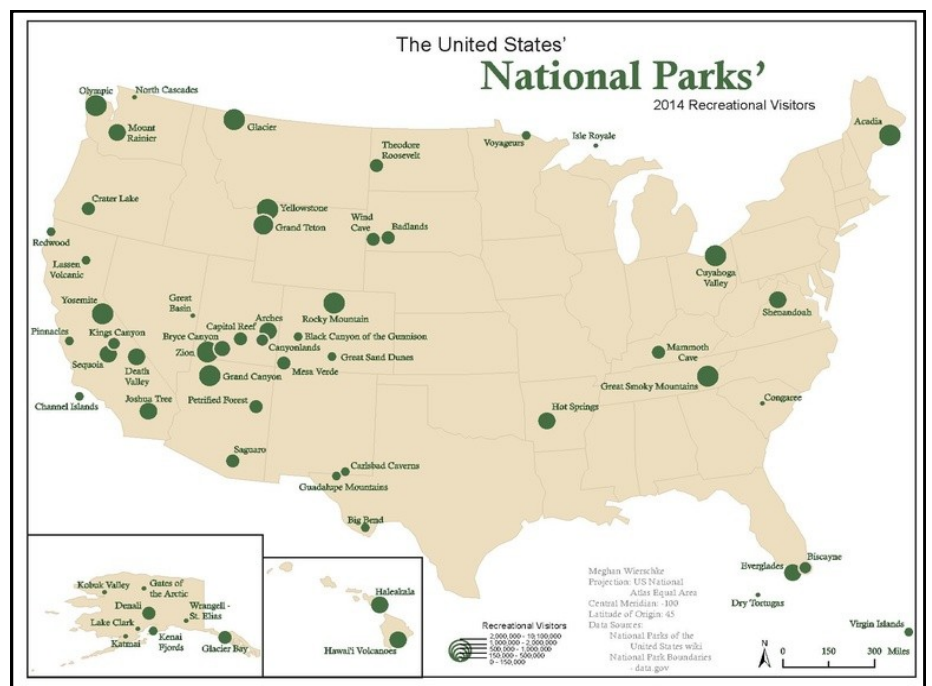 The United States'
National Parks'
2014 Recreational Visitors
Olympic
North Cascades
Mount
Rainier
Glacier
Theodore
Roosevelt
Voyageurs
Isle Royale
Acadia
Crater Lake
Yellowstone
Grand Teton
Wind
Cave
Badlands
Redwood
Lassen
Volcanic
Cuyahoga
Valley
Yosemite
Great
Basin
Rocky Mountain
Shenandoah
Pinnacles
Kings Canyon
Capitol Reef
Arches
Bryce Canyon
Black Canyon of the Gunnison
Zion
Canyonlands
Great Sand Dunes
Mammoth
Cave
Sequoia
Death
Valley
Grand Canyon
Mesa Verde
Great Smoky Mountains
Channel Islands
Joshua Tree
Petrified Forest
Hot Springs
Congaree
Saguaro
Carlsbad Caverns
Guadalupe Mountains
Big Bend
Everglades
Biscayne
Dry Tortugas
Virgin Islands
Kobuk Valley
Gates of
the Arctic
Denali
Wrangell -
St. Elias
Lake Clark
Katmai
Kenai
Fjords
Glacier Bay
Haleakala
Hawai'i Volcanoes
Recreational Visitors
2,000,000 - 10,100,000
1,000,000 - 2,000,000
500,000 - 1,000,000
150,000 - 500,000
0 - 150,000
Meghan Wierschke
Projection: US National
Atlas Equal Area
Central Meridian: -100
Latitude of Origin: 45
Data Sources:
National Parks of the
United States wiki
National Park Boundaries
- data.gov
N
0 150 300 Miles